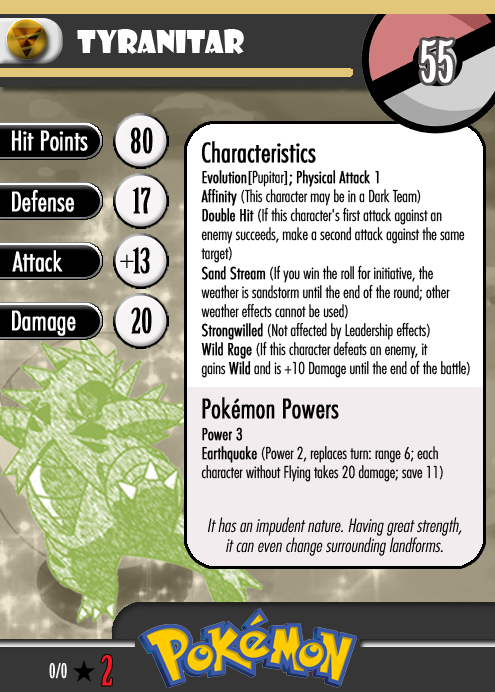 TYRANITAR
55
Hit Points 80
Defense 17
Attack +13
Damage 20
Characteristics
Evolution[Pupitar]; Physical Attack 1
Affinity (This character may be in a Dark Team)
Double Hit (If this character's first attack against an
enemy succeeds, make a second attack against the same
target)
Sand Stream (If you win the roll for initiative, the
weather is sandstorm until the end of the round; other
weather effects cannot be used)
Strongwilled (Not affected by Leadership effects)
Wild Rage (If this character defeats an enemy, it
gains Wild and is +10 Damage until the end of the battle)
Pokémon Powers
Power 3
Earthquake (Power 2, replaces turn: range 6; each
character without Flying takes 20 damage; save 11)
It has an impudent nature. Having great strength,
it can even change surrounding landforms.
0/0 ★ 2
POKéMON